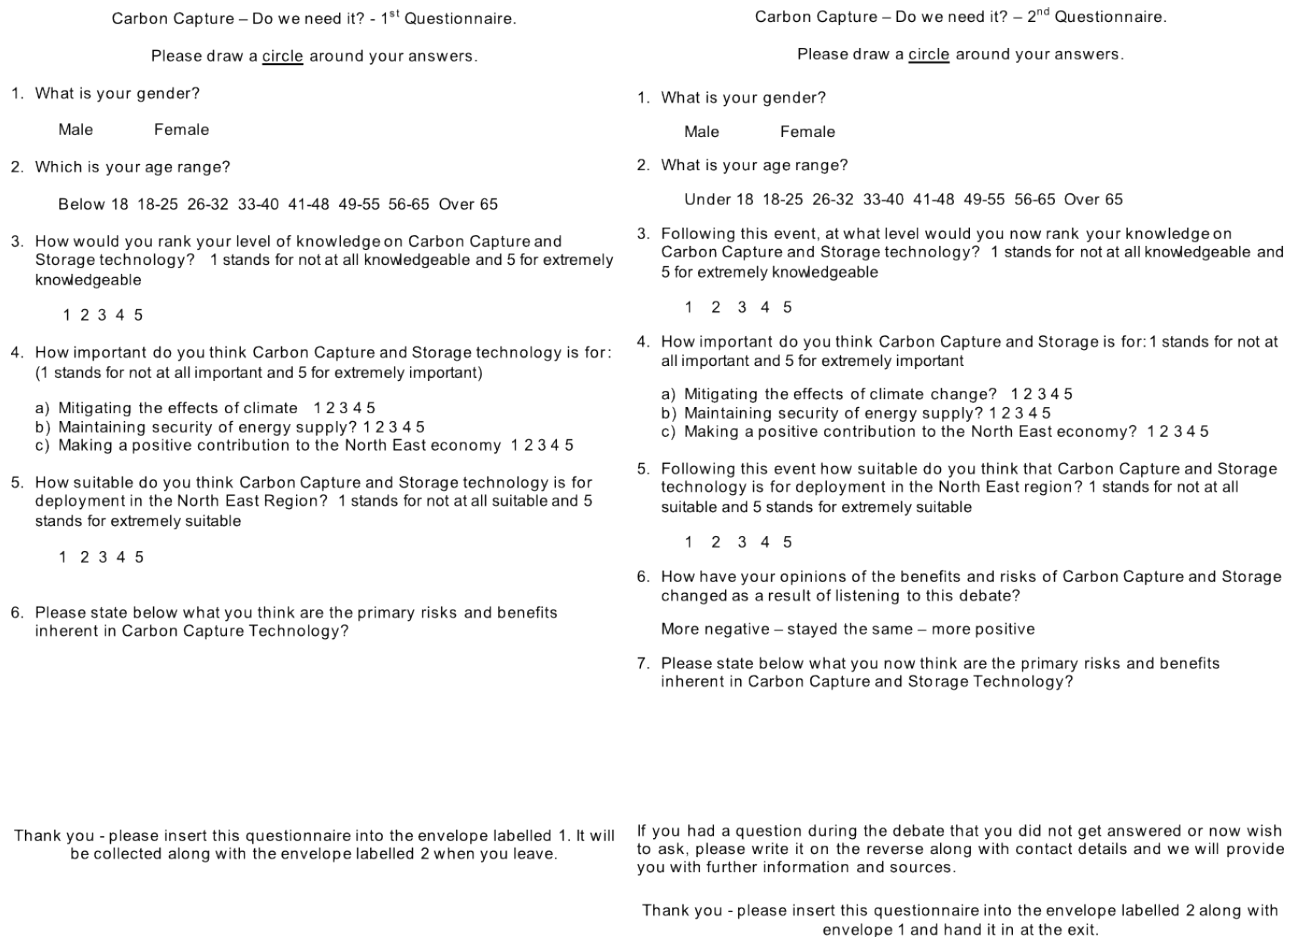 Carbon Capture – Do we need it? - 1st Questionnaire.
Please draw a circle around your answers.
1. What is your gender?
Male Female
2. Which is your age range?
Below 18 18-25 26-32 33-40 41-48 49-55 56-65 Over 65
3. How would you rank your level of knowledge on Carbon Capture and
Storage technology? 1 stands for not at all knowledgeable and 5 for extremely
knowledgeable
1 2 3 4 5
4. How important do you think Carbon Capture and Storage technology is for:
(1 stands for not at all important and 5 for extremely important)
a) Mitigating the effects of climate 1 2 3 4 5
b) Maintaining security of energy supply? 1 2 3 4 5
c) Making a positive contribution to the North East economy 1 2 3 4 5
5. How suitable do you think Carbon Capture and Storage technology is for
deployment in the North East Region? 1 stands for not at all suitable and 5
stands for extremely suitable
1 2 3 4 5
6. Please state below what you think are the primary risks and benefits
inherent in Carbon Capture Technology?
Thank you - please insert this questionnaire into the envelope labelled 1. It will
be collected along with the envelope labelled 2 when you leave.
Carbon Capture – Do we need it? – 2nd Questionnaire.
Please draw a circle around your answers.
1. What is your gender?
Male Female
2. What is your age range?
Under 18 18-25 26-32 33-40 41-48 49-55 56-65 Over 65
3. Following this event, at what level would you now rank your knowledge on
Carbon Capture and Storage technology? 1 stands for not at all knowledgeable and
5 for extremely knowledgeable
1 2 3 4 5
4. How important do you think Carbon Capture and Storage is for: 1 stands for not at
all important and 5 for extremely important
a) Mitigating the effects of climate change? 1 2 3 4 5
b) Maintaining security of energy supply? 1 2 3 4 5
c) Making a positive contribution to the North East economy? 1 2 3 4 5
5. Following this event how suitable do you think that Carbon Capture and Storage
technology is for deployment in the North East region? 1 stands for not at all
suitable and 5 stands for extremely suitable
1 2 3 4 5
6. How have your opinions of the benefits and risks of Carbon Capture and Storage
changed as a result of listening to this debate?
More negative – stayed the same – more positive
7. Please state below what you now think are the primary risks and benefits
inherent in Carbon Capture and Storage Technology?
If you had a question during the debate that you did not get answered or now wish
to ask, please write it on the reverse along with contact details and we will provide
you with further information and sources.
Thank you - please insert this questionnaire into the envelope labelled 2 along with
envelope 1 and hand it in at the exit.